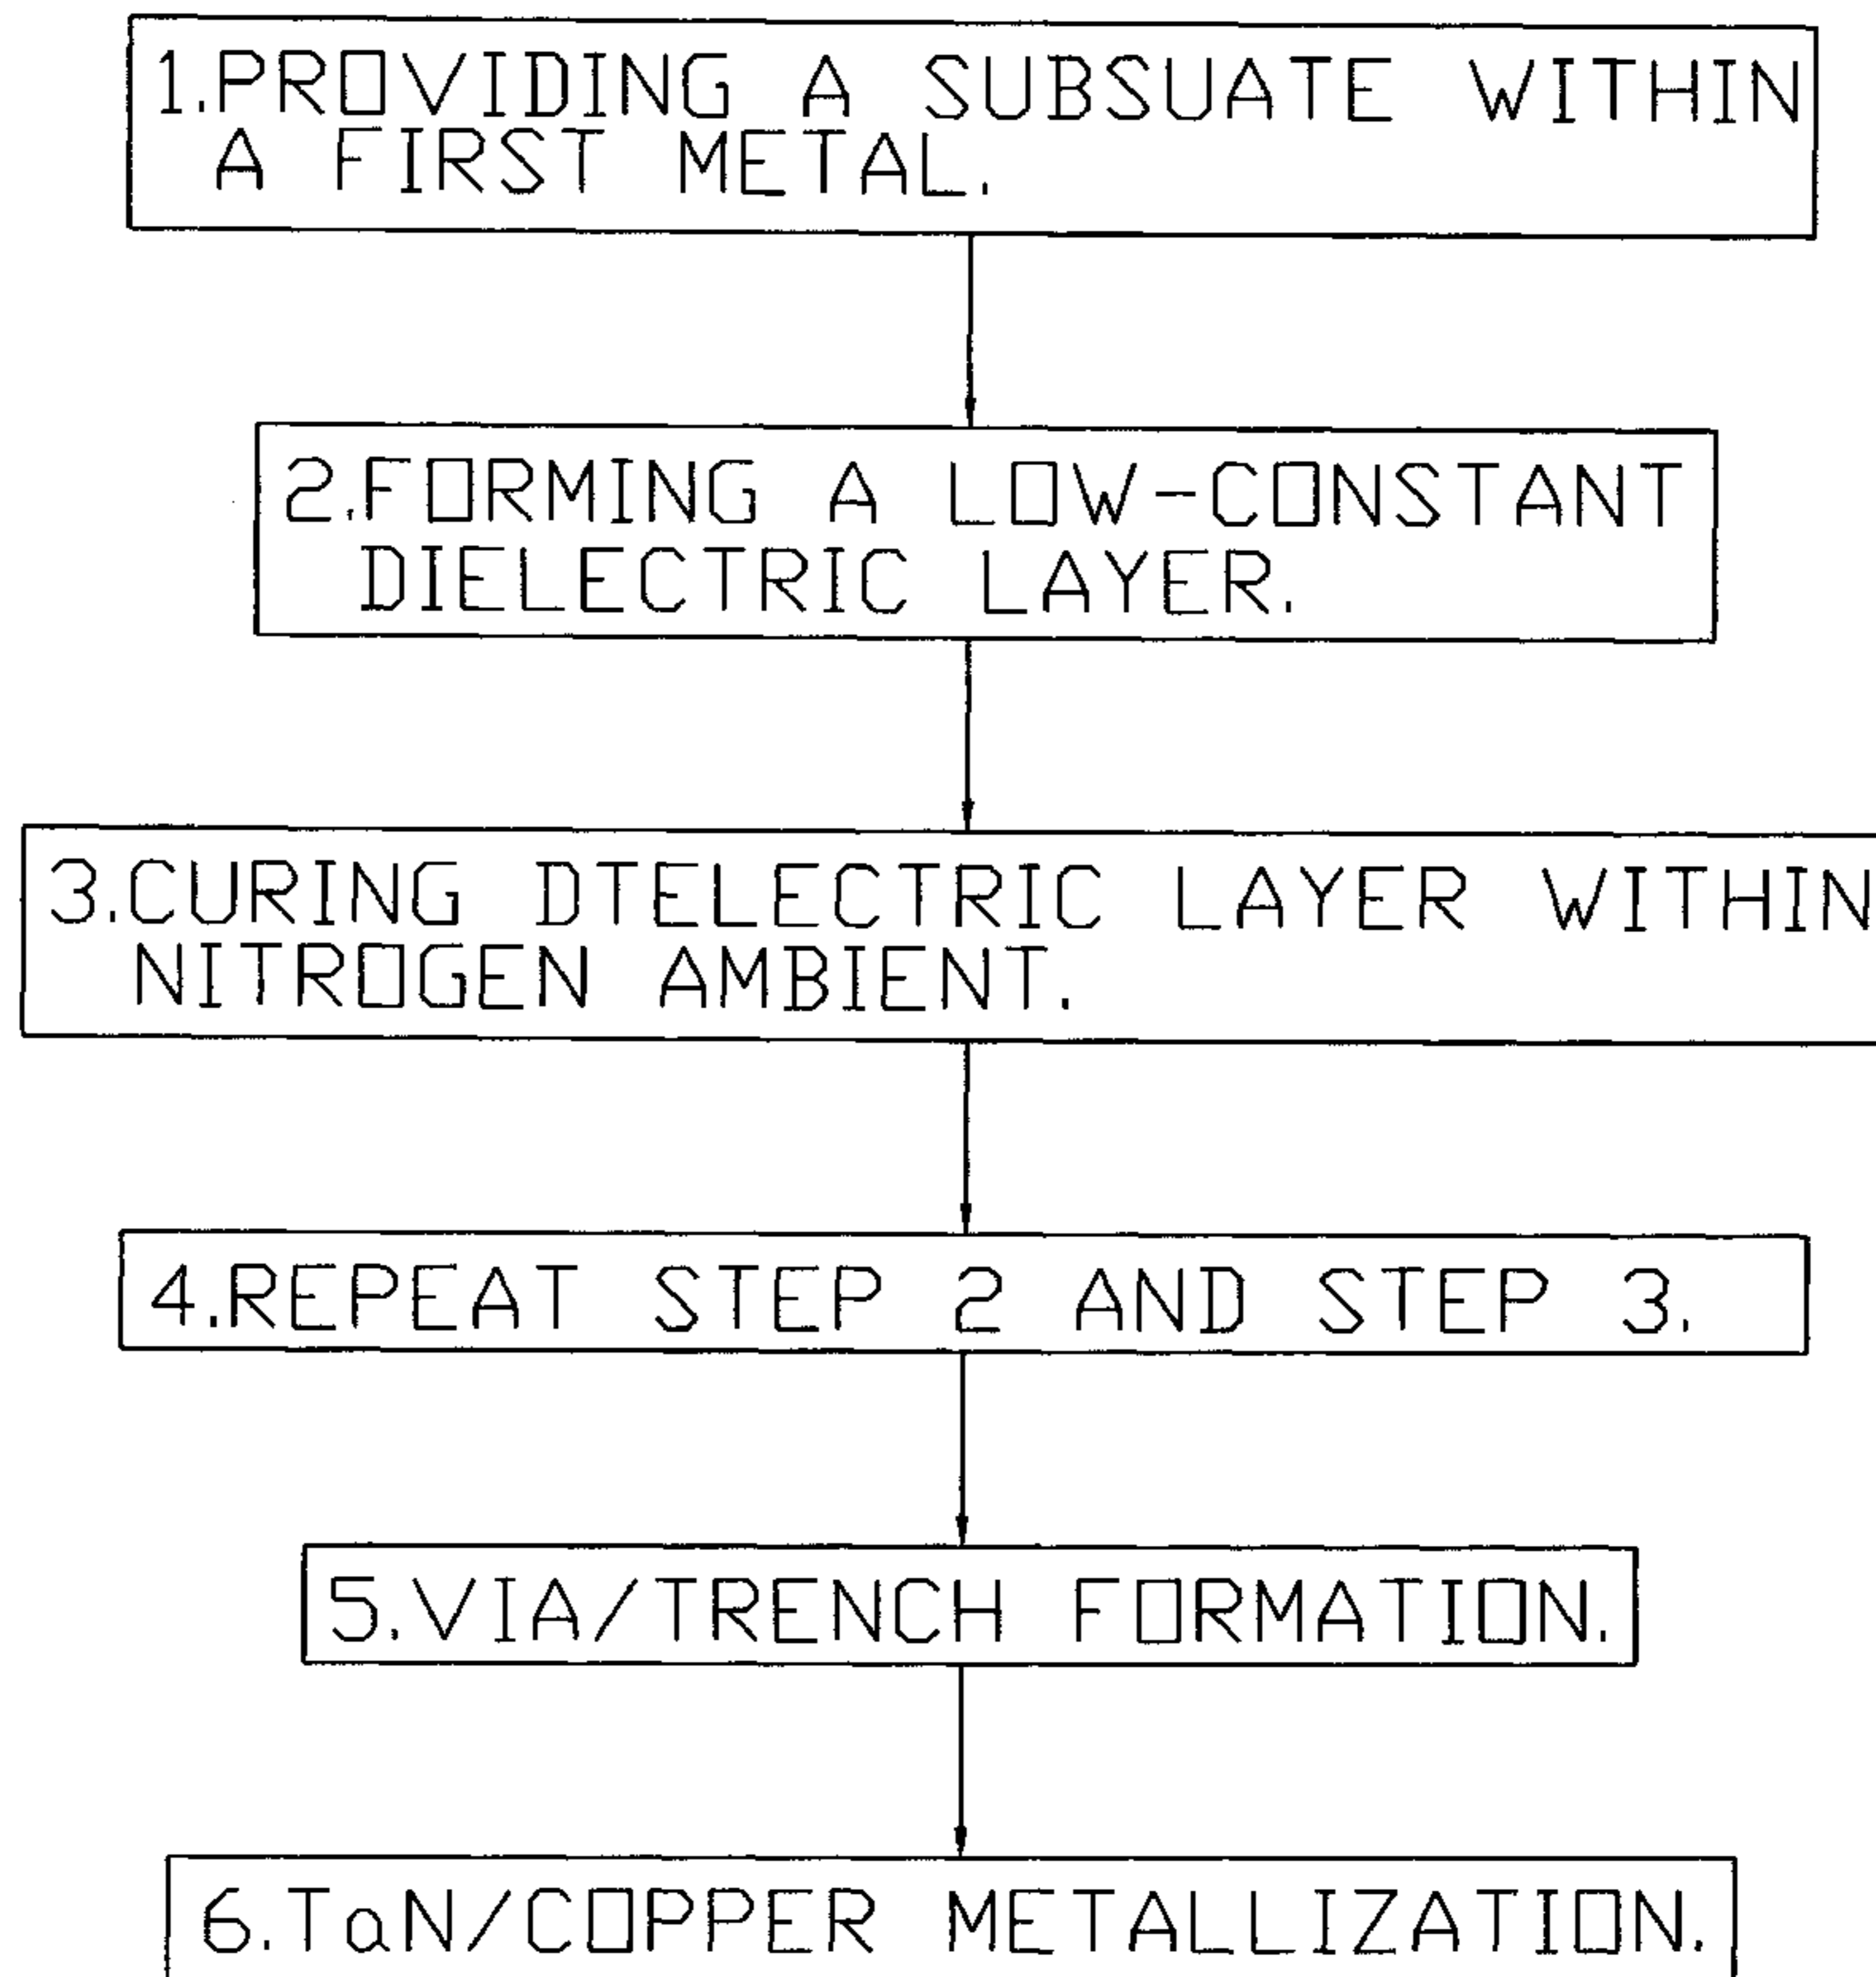 1.PROVIDING A SUBSUATE WITHIN
A FIRST METAL.
2.FORMING A LOW-CONSTANT
DIELECTRIC LAYER.
3.CURING DTELECTRIC LAYER WITHIN
NITROGEN AMBIENT.
4.REPEAT STEP 2 AND STEP 3.
5.VIA/TRENCH FORMATION.
6.TaN/COPPER METALLIZATION.